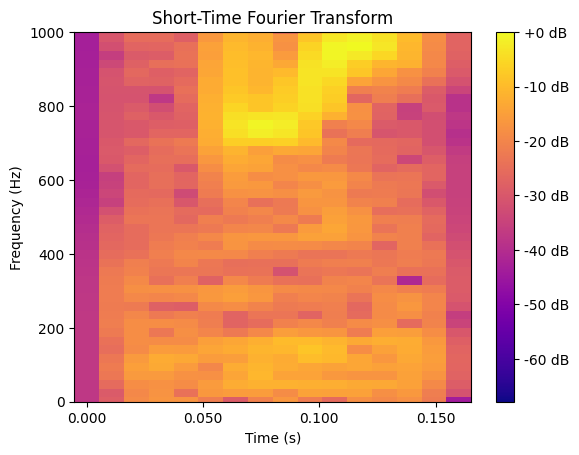 Short-Time Fourier Transform
1000
800
600
400
200
0
Frequency (Hz)
0.000
0.050
0.100
0.150
Time (s)
+0 dB
-10 dB
-20 dB
-30 dB
-40 dB
-50 dB
-60 dB